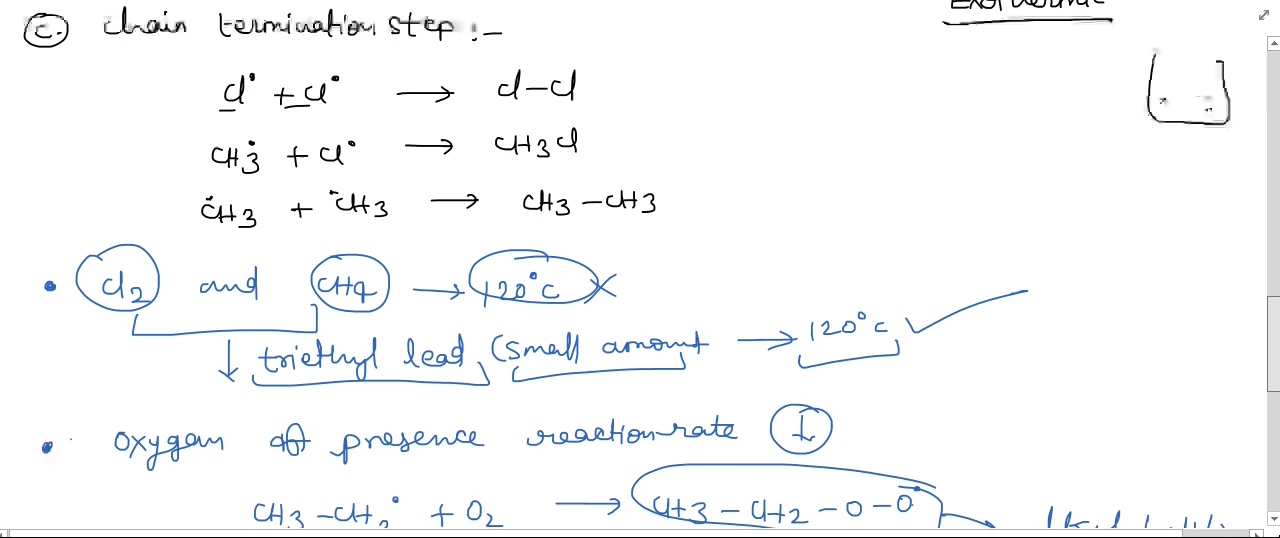 C. Chain termination step :-
Cl• + Cl• → Cl-Cl
CH3• + Cl• → CH3Cl
•CH3 + •CH3 → CH3-CH3
• Cl2 and CH4 → 120°C ✗
↓ triethyl lead (small amount → 120°C ✓
• oxygen of presence reaction rate ↓
CH3-CH2• + O2 → CH3-CH2-O-O•